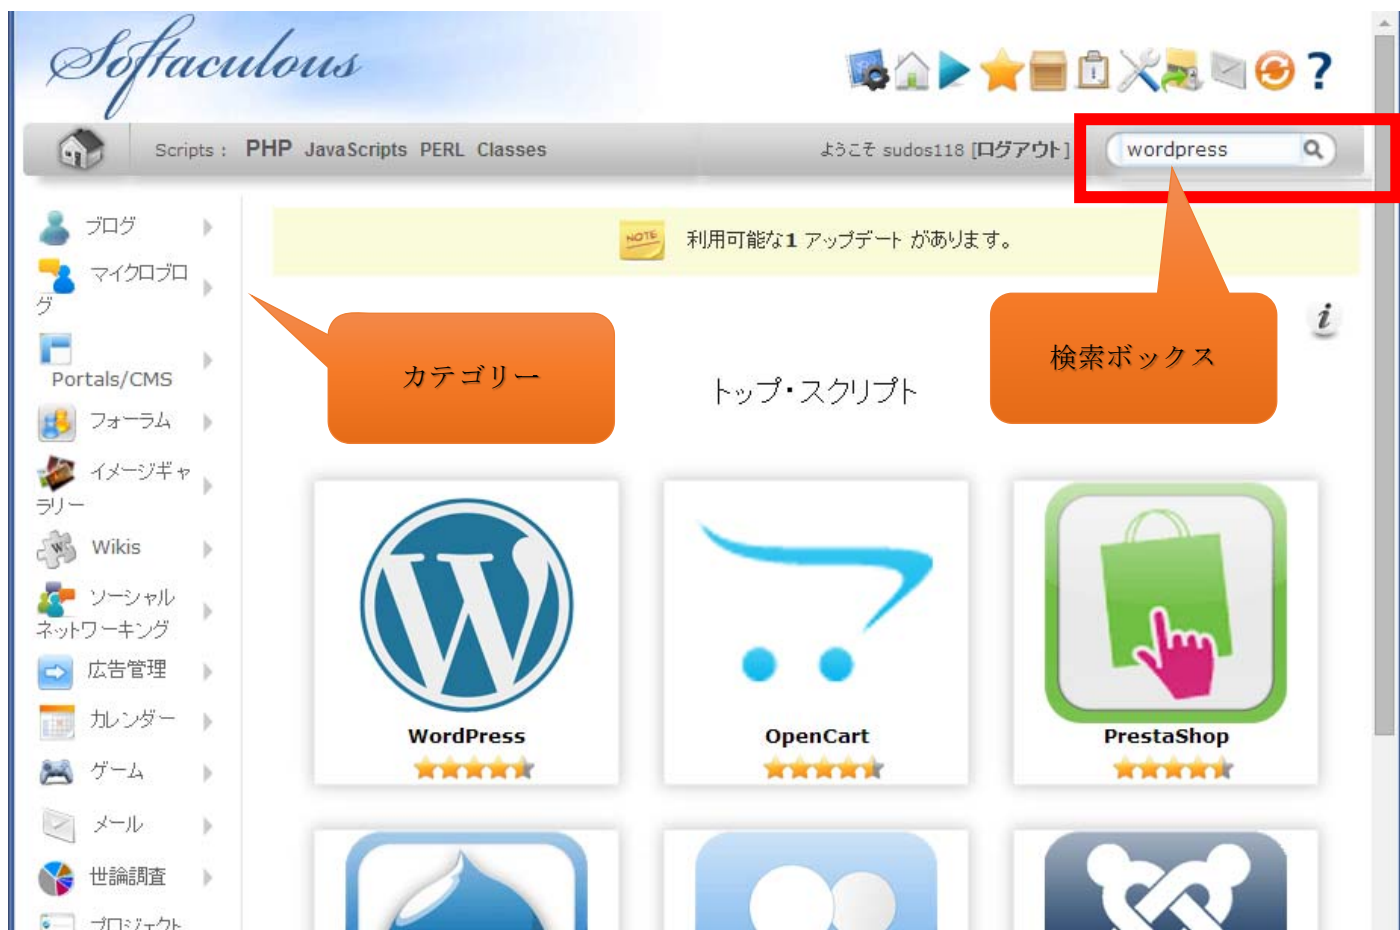 Softaculous
?
Scripts : PHP JavaScripts PERL Classes
ようこそ sudos118 [ログアウト]
wordpress
ブログ
マイクロブロ
グ
Portals/CMS
フォーラム
イメージギャ
ラリー
Wikis
ソーシャル
ネットワーキング
広告管理
カレンダー
ゲーム
メール
世論調査
プロジェクト
NOTE 利用可能な1 アップデート があります。
カテゴリー
検索ボックス
i
トップ・スクリプト
WordPress
OpenCart
PrestaShop